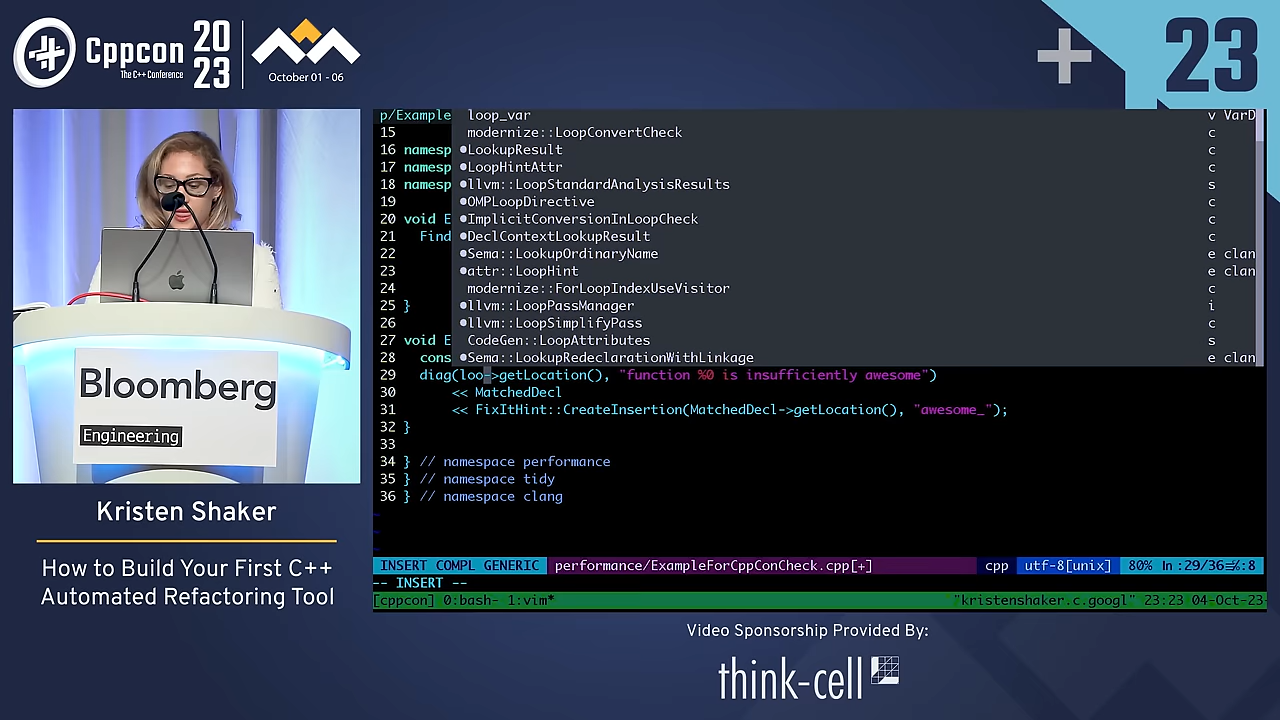 Cppcon
The C++ Conference
20
23
October 01 - 06
23
Bloomberg
Engineering
Kristen Shaker
How to Build Your First C++
Automated Refactoring Tool
p/Example
15
16 namesp
17 namesp
18 namesp
19
20 void E
21 Find
22
23
24
25 }
26
27 void E
28 cons
loop_var v VarD
modernize::LoopConvertCheck c
●LookupResult c
●LoopHintAttr c
●llvm::LoopStandardAnalysisResults s
●OMPLoopDirective c
●ImplicitConversionInLoopCheck c
●DeclContextLookupResult c
●Sema::LookupOrdinaryName e clan
●attr::LoopHint e clan
modernize::ForLoopIndexUseVisitor c
●llvm::LoopPassManager i
●llvm::LoopSimplifyPass c
CodeGen::LoopAttributes s
●Sema::LookupRedeclarationWithLinkage e clan
29 diag(loo->getLocation(), "function %0 is insufficiently awesome")
30 << MatchedDecl
31 << FixItHint::CreateInsertion(MatchedDecl->getLocation(), "awesome_");
32 }
33
34 } // namespace performance
35 } // namespace tidy
36 } // namespace clang
INSERT COMPL GENERIC performance/ExampleForCppConCheck.cpp[+] cpp utf-8[unix] 80% ln :29/36 :8
-- INSERT --
[cppcon] 0:bash- 1:vim* "kristenshaker.c.googl" 23:23 04-Oct-23
Video Sponsorship Provided By:
think-cell